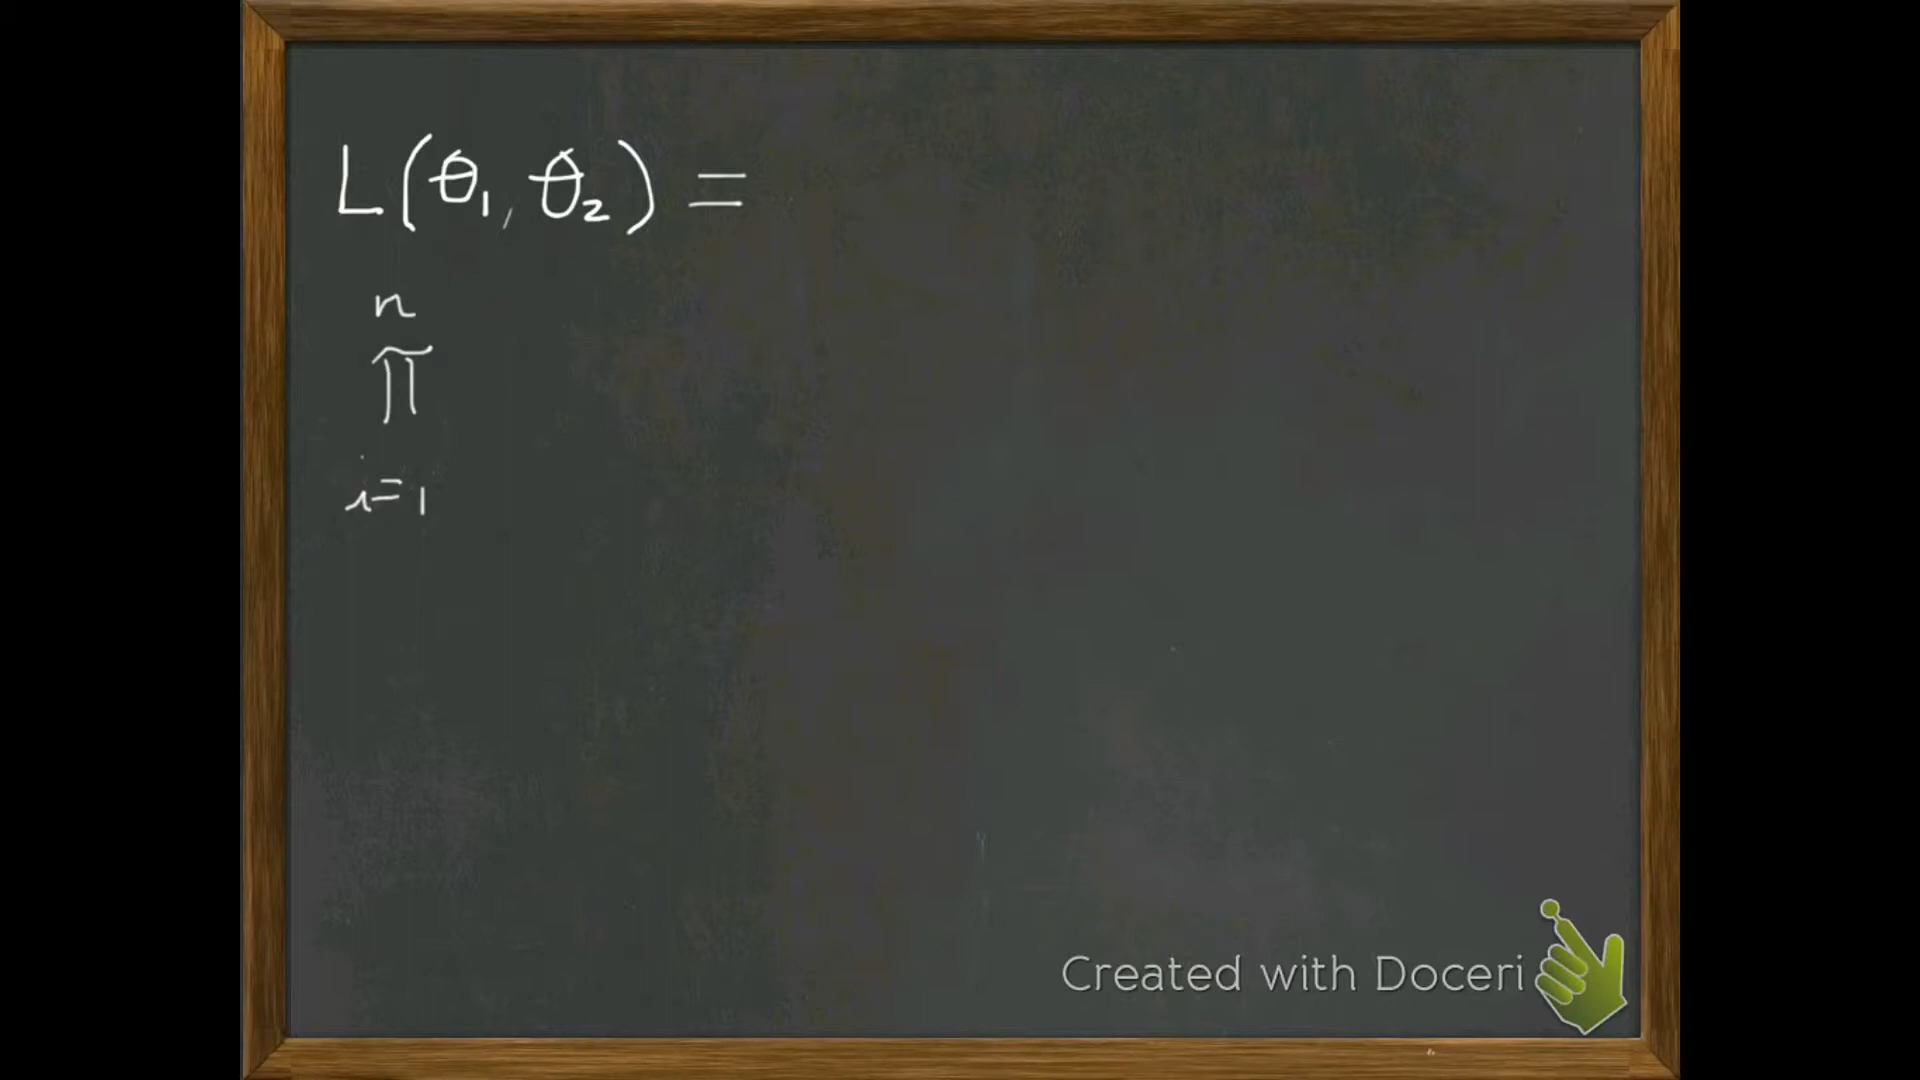 L(θ₁, θ₂) =
n
∏
i=1
Created with Doceri